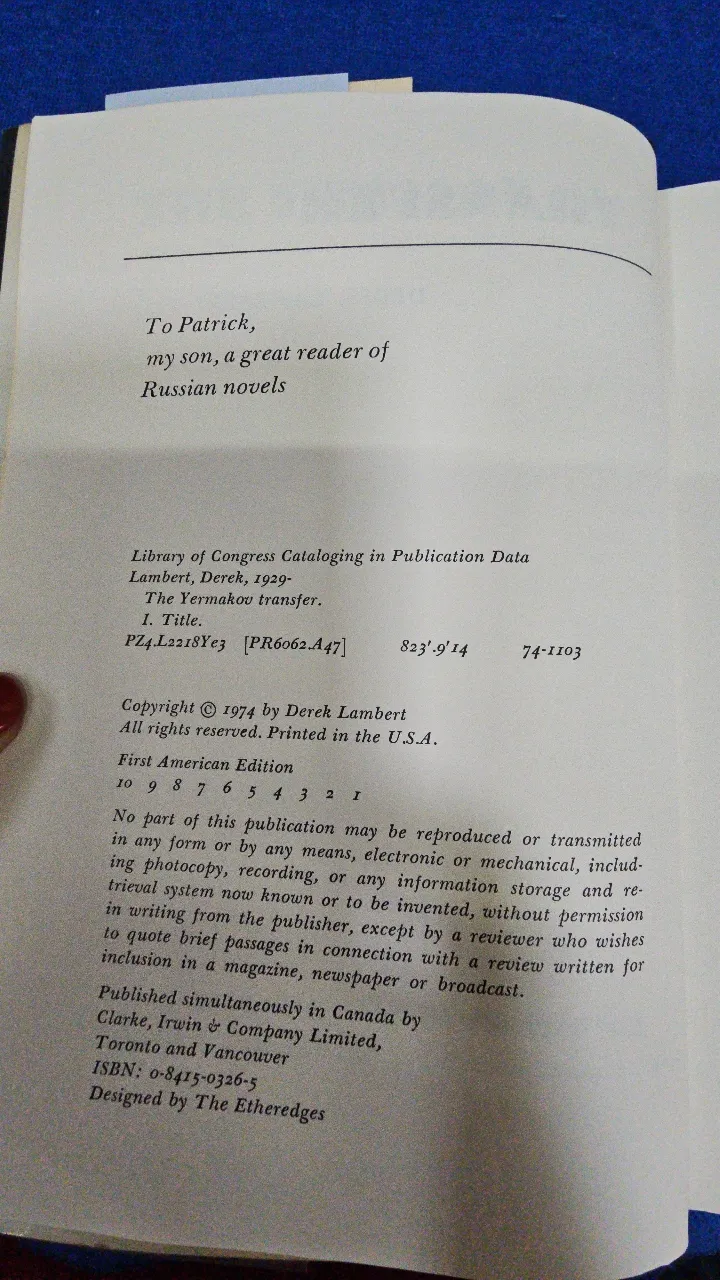 To Patrick,
my son, a great reader of
Russian novels
Library of Congress Cataloging in Publication Data
Lambert, Derek, 1929-
The Yermakov transfer.
I. Title.
PZ4.L2218Ye3 [PR6062.A47] 823'.9'14 74-1103
Copyright © 1974 by Derek Lambert
All rights reserved. Printed in the U.S.A.
First American Edition
10 9 8 7 6 5 4 3 2 1
No part of this publication may be reproduced or transmitted
in any form or by any means, electronic or mechanical, includ-
ing photocopy, recording, or any information storage and re-
trieval system now known or to be invented, without permission
in writing from the publisher, except by a reviewer who wishes
to quote brief passages in connection with a review written for
inclusion in a magazine, newspaper or broadcast.
Published simultaneously in Canada by
Clarke, Irwin & Company Limited,
Toronto and Vancouver
ISBN: 0-8415-0326-5
Designed by The Etheredges